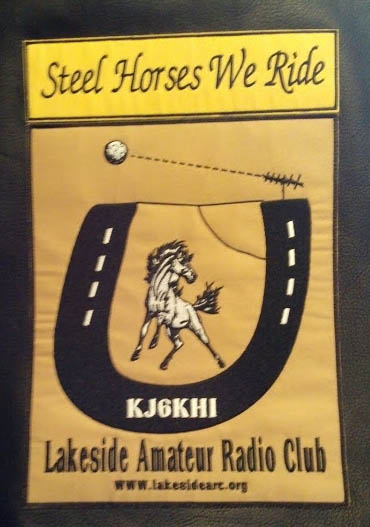 Steel Horses We Ride
KJ6KHI
Lakeside Amateur Radio Club
www.lakesidearc.org